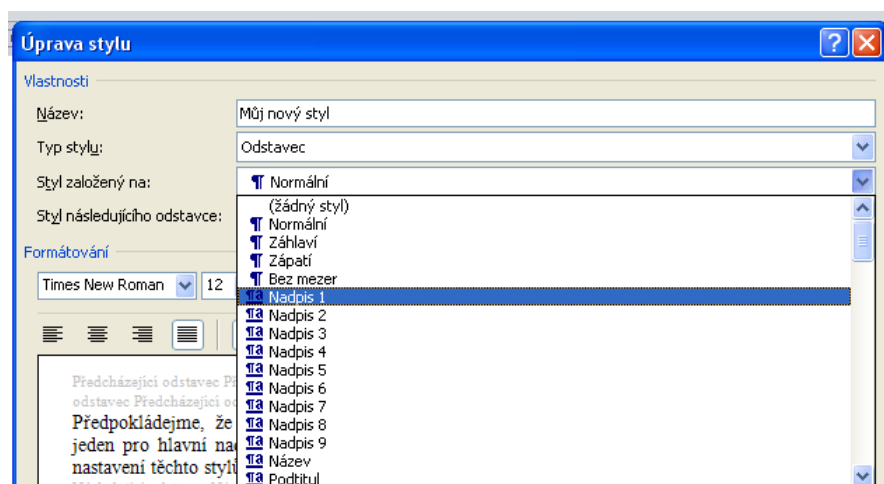 Úprava stylu
Vlastnosti
Název: Můj nový styl
Typ stylu: Odstavec
Styl založený na: ¶ Normální
Styl následujícího odstavce:
(žádný styl)
¶ Normální
¶ Záhlaví
¶ Zápatí
¶ Bez mezer
¶a Nadpis 1
¶a Nadpis 2
¶a Nadpis 3
¶a Nadpis 4
¶a Nadpis 5
¶a Nadpis 6
¶a Nadpis 7
¶a Nadpis 8
¶a Nadpis 9
¶a Název
¶a Podtitul
Formátování
Times New Roman 12
Předcházející odstavec
odstavec Předcházející
Předpokládejme, že
jeden pro hlavní
nastavení těchto